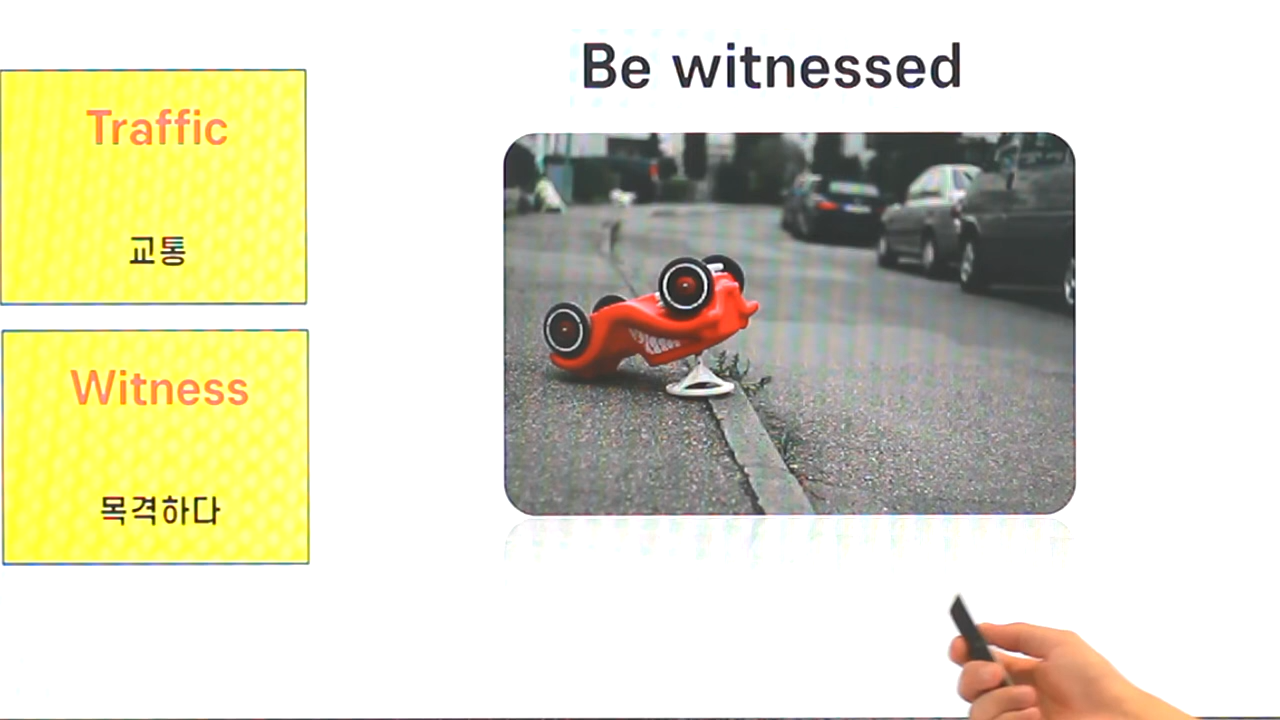 Be witnessed
Traffic
교통
Witness
목격하다